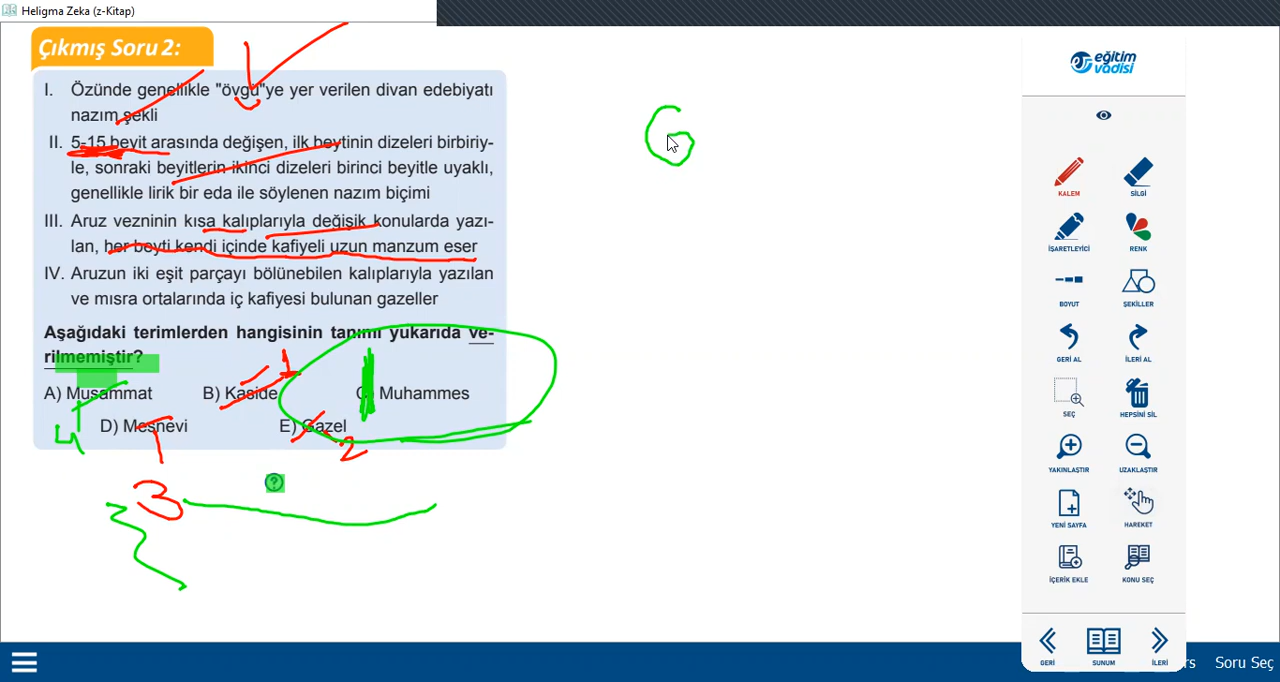 Heligma Zeka (z-Kitap)
Çıkmış Soru 2:
I. Özünde genellikle "övgü"ye yer verilen divan edebiyatı
nazım şekli
II. 5-15 beyit arasında değişen, ilk beytinin dizeleri birbiriy-
le, sonraki beyitlerin ikinci dizeleri birinci beyitle uyaklı,
genellikle lirik bir eda ile söylenen nazım biçimi
III. Aruz vezninin kısa kalıplarıyla değişik konularda yazı-
lan, her beyti kendi içinde kafiyeli uzun manzum eser
IV. Aruzun iki eşit parçayı bölünebilen kalıplarıyla yazılan
ve mısra ortalarında iç kafiyesi bulunan gazeller
Aşağıdaki terimlerden hangisinin tanımı yukarıda ve-
rilmemiştir?
1
A) Musammat B) Kaside C) Muhammes
D) Mesnevi E) Gazel
4 2
3
?
6
eğitim
vadisi
KALEM SİLGİ
İŞARETLEYİCİ RENK
BOYUT ŞEKİLLER
GERİ AL İLERİ AL
SEÇ HEPSİNİ SİL
YAKINLAŞTIR UZAKLAŞTIR
YENİ SAYFA HAREKET
İÇERİK EKLE KONU SEÇ
GERİ SUNUM İLERİ
rs Soru Seç